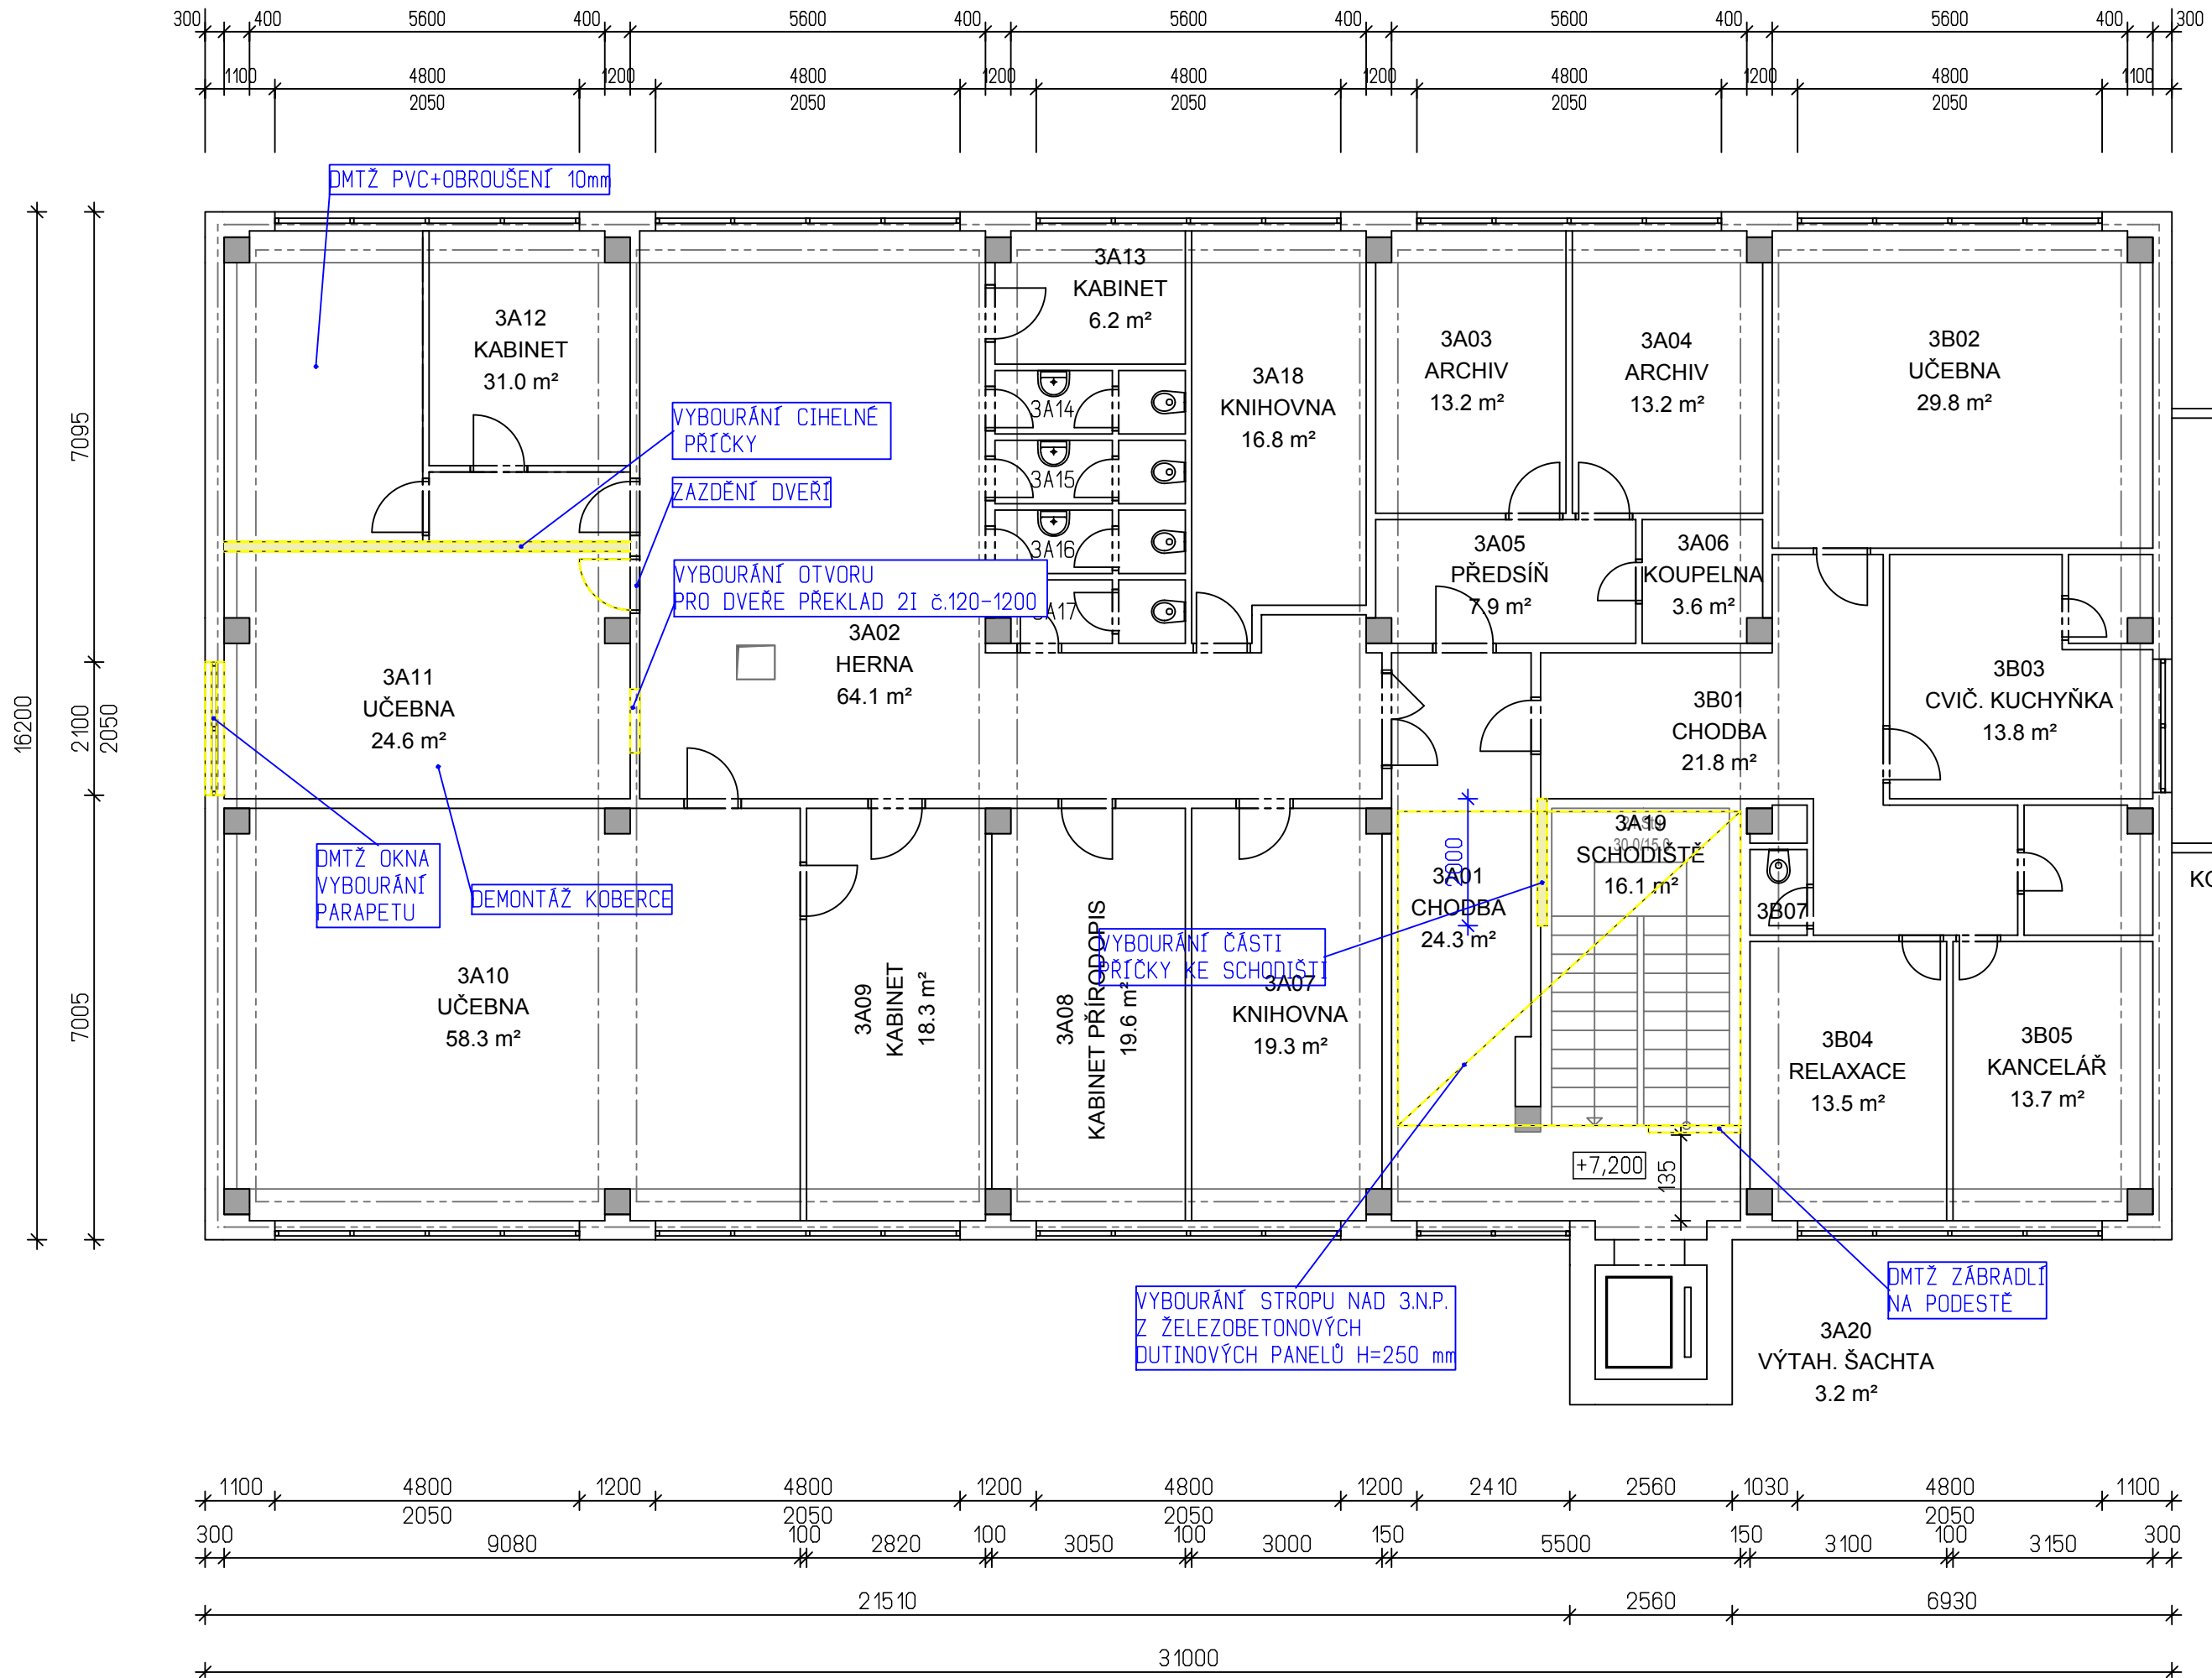 300 400 5600 400 5600 400 5600 400 5600 400 5600 400 300
1100 4800 1200 4800 1200 4800 1200 4800 1200 4800 1100
2050 2050 2050 2050 2050
DMTŽ PVC+OBROUŠENÍ 10mm
3A12
KABINET
31.0 m²
3A13
KABINET
6.2 m²
3A18
KNIHOVNA
16.8 m²
3A03
ARCHIV
13.2 m²
3A04
ARCHIV
13.2 m²
3B02
UČEBNA
29.8 m²
VYBOURÁNÍ CIHELNÉ
PŘÍČKY
ZAZDĚNÍ DVEŘÍ
VYBOURÁNÍ OTVORU
PRO DVEŘE PŘEKLAD 2I č.120-1200
3A14
3A15
3A16
3A17
3A05
PŘEDSÍŇ
7.9 m²
3A06
KOUPELNA
3.6 m²
7095
16200
2100
2050
7005
3A11
UČEBNA
24.6 m²
3A02
HERNA
64.1 m²
3B01
CHODBA
21.8 m²
3B03
CVIČ. KUCHYŇKA
13.8 m²
DMTŽ OKNA
VYBOURÁNÍ
PARAPETU
DEMONTÁŽ KOBERCE
2000
3A19
30.0/15.0
SCHODIŠTĚ
16.1 m²
3A01
CHODBA
24.3 m²
3B07
KO
VYBOURÁNÍ ČÁSTI
PŘÍČKY KE SCHODIŠTI
3A10
UČEBNA
58.3 m²
3A09
KABINET
18.3 m²
3A08
KABINET PŘÍRODOPIS
19.6 m²
3A07
KNIHOVNA
19.3 m²
3B04
RELAXACE
13.5 m²
3B05
KANCELÁŘ
13.7 m²
+7,200
135
VYBOURÁNÍ STROPU NAD 3.N.P.
Z ŽELEZOBETONOVÝCH
DUTINOVÝCH PANELŮ H=250 mm
DMTŽ ZÁBRADLÍ
NA PODESTĚ
3A20
VÝTAH. ŠACHTA
3.2 m²
1100 4800 1200 4800 1200 4800 1200 2410 2560 1030 4800 1100
2050 2050 2050 2050
300 9080 100 2820 100 3050 100 3000 150 5500 150 3100 100 3150 300
21510 2560 6930
31000